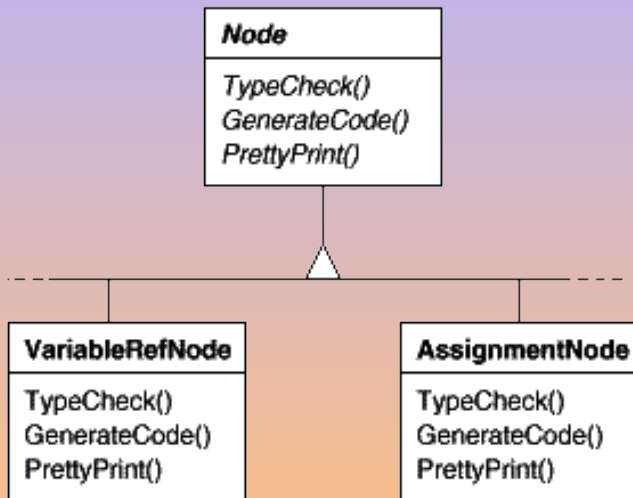 Node
TypeCheck()
GenerateCode()
PrettyPrint()
VariableRefNode
TypeCheck()
GenerateCode()
PrettyPrint()
AssignmentNode
TypeCheck()
GenerateCode()
PrettyPrint()